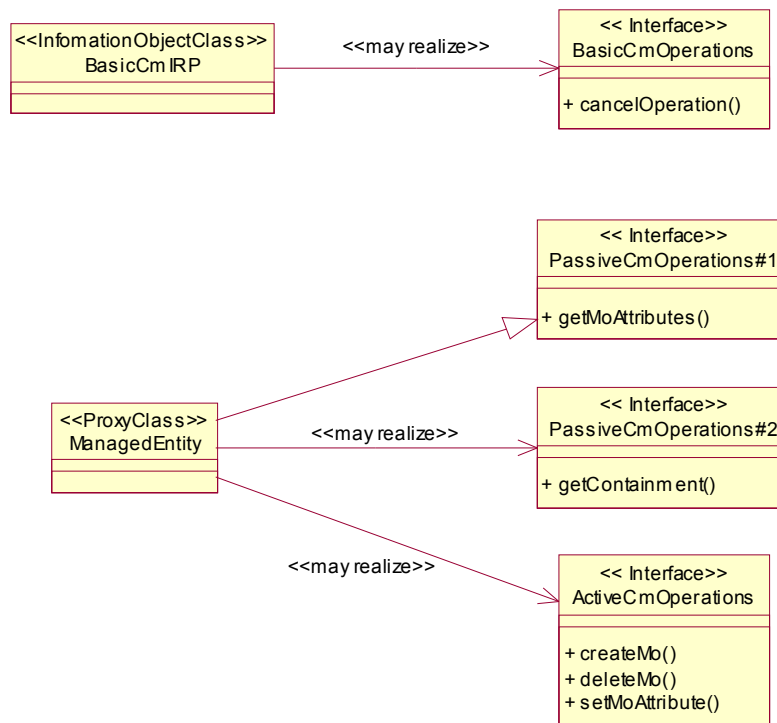 <<InfomationObjectClass>>
BasicCmIRP
<<may realize>>
<< Interface>>
BasicCmOperations
+ cancelOperation()
<< Interface>>
PassiveCmOperations#1
+ getMoAttributes()
<<ProxyClass>>
ManagedEntity
<<may realize>>
<< Interface>>
PassiveCmOperations#2
+ getContainment()
<<may realize>>
<< Interface>>
ActiveCmOperations
+ createMo()
+ deleteMo()
+ setMoAttribute()